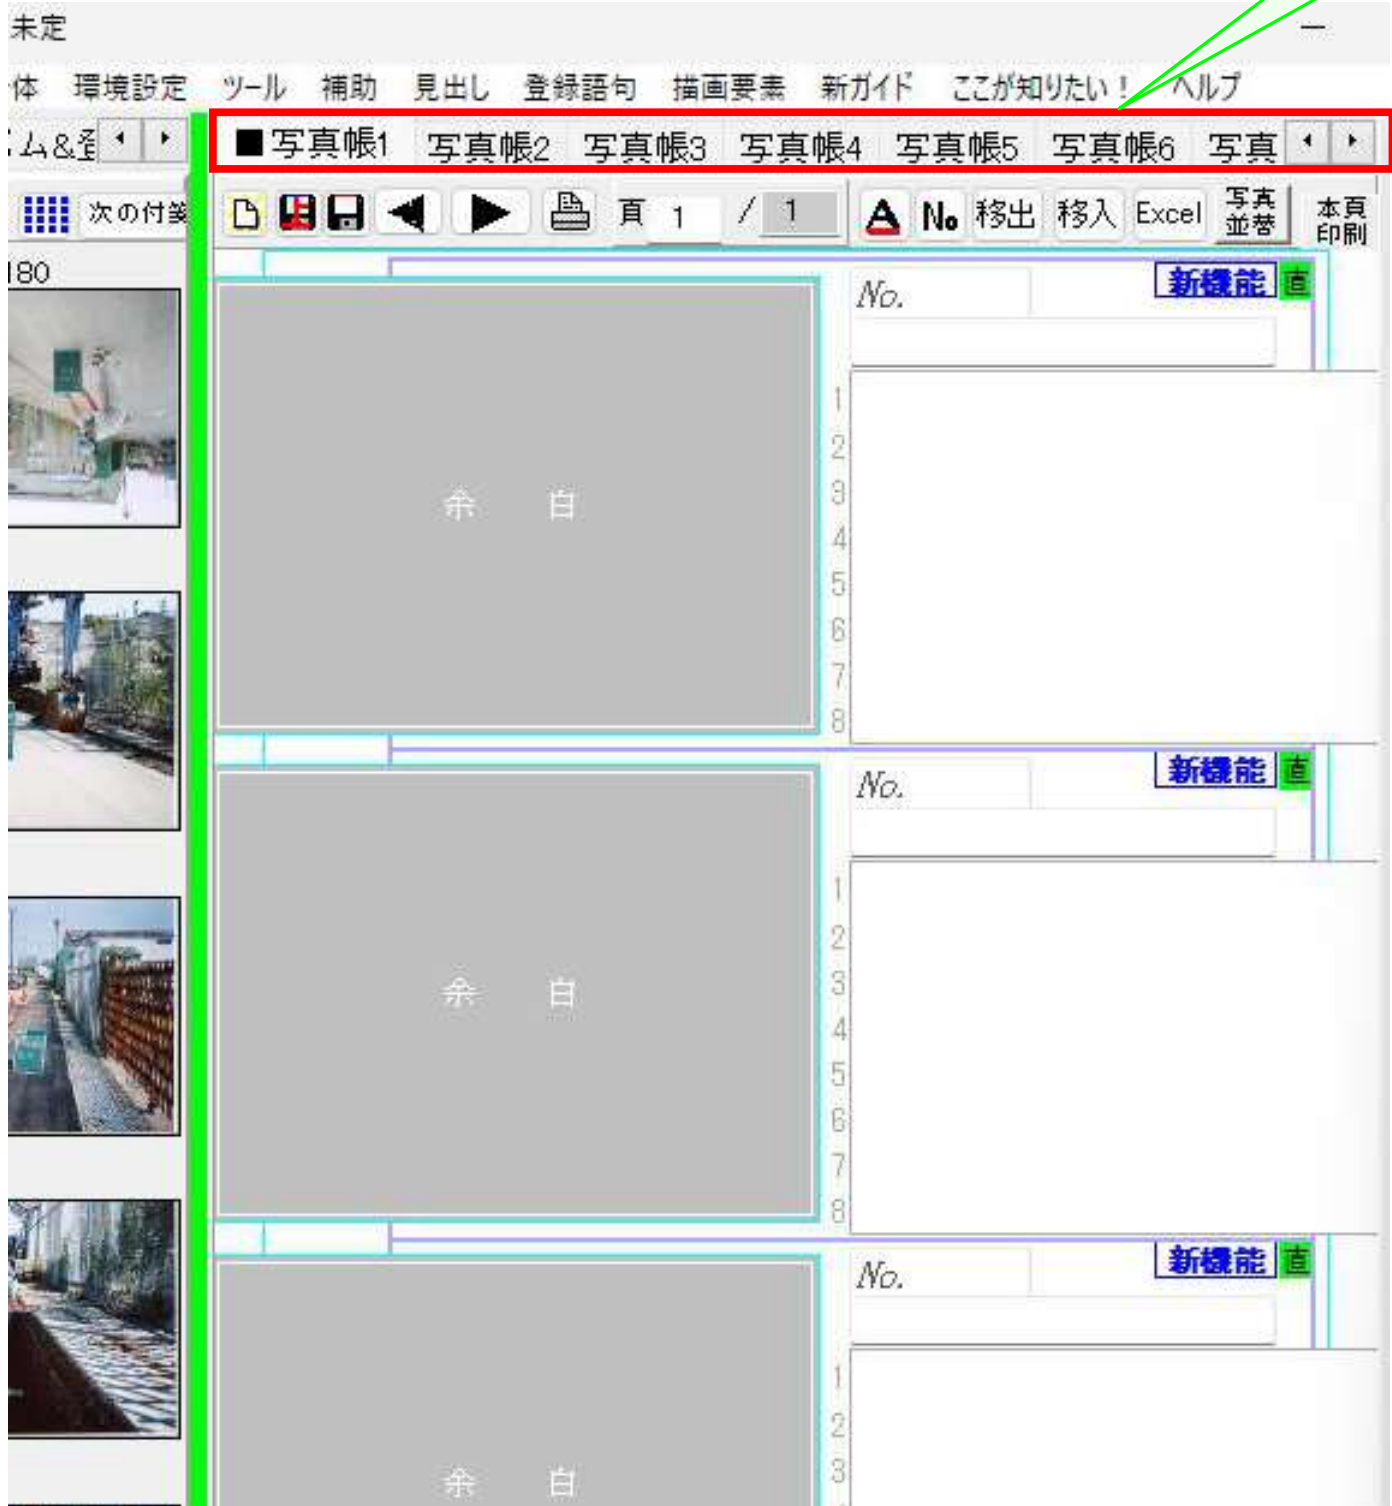 未定
体 環境設定 ツール 補助 見出し 登録語句 描画要素 新ガイド ここが知りたい! ヘルプ
ム&登 ■写真帳1 写真帳2 写真帳3 写真帳4 写真帳5 写真帳6 写真
次の付箋 頁 1 / 1 A No 移出 移入 Excel 写真並替 本頁印刷
180
No. 新機能 直
1
2
3
余 白
4
5
6
7
8
No. 新機能 直
1
2
3
余 白
4
5
6
7
8
No. 新機能 直
1
2
3
余 白